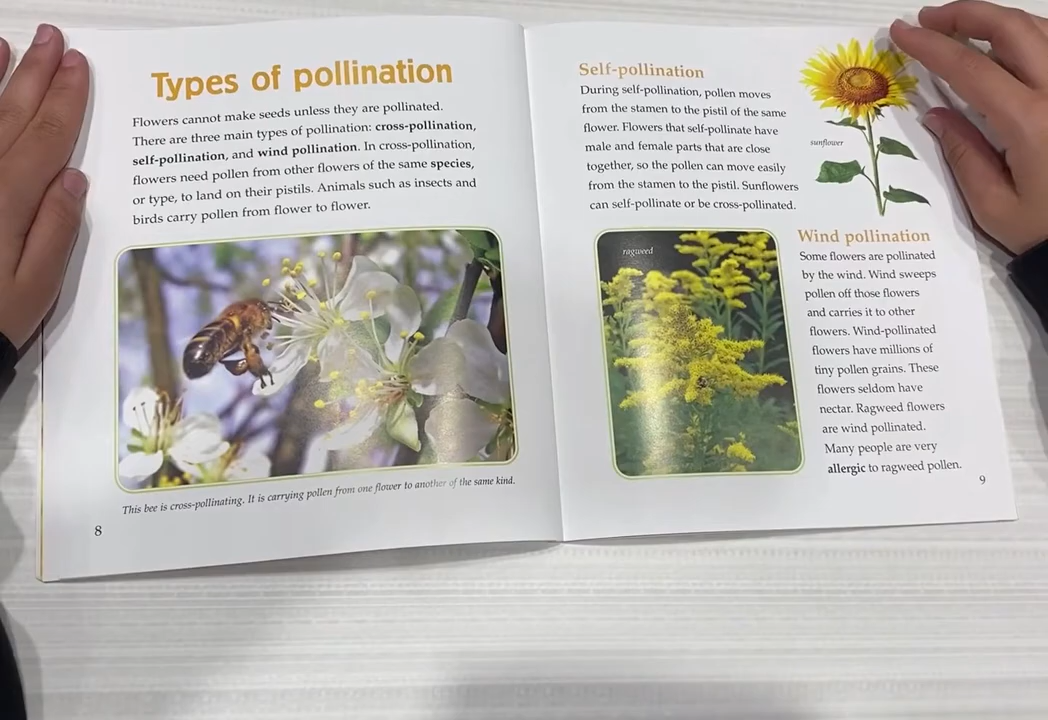 Types of pollination
Flowers cannot make seeds unless they are pollinated.
There are three main types of pollination: cross-pollination,
self-pollination, and wind pollination. In cross-pollination,
flowers need pollen from other flowers of the same species,
or type, to land on their pistils. Animals such as insects and
birds carry pollen from flower to flower.
This bee is cross-pollinating. It is carrying pollen from one flower to another of the same kind.
8
Self-pollination
During self-pollination, pollen moves
from the stamen to the pistil of the same
flower. Flowers that self-pollinate have
male and female parts that are close
together, so the pollen can move easily
from the stamen to the pistil. Sunflowers
can self-pollinate or be cross-pollinated.
sunflower
ragweed
Wind pollination
Some flowers are pollinated
by the wind. Wind sweeps
pollen off those flowers
and carries it to other
flowers. Wind-pollinated
flowers have millions of
tiny pollen grains. These
flowers seldom have
nectar. Ragweed flowers
are wind pollinated.
Many people are very
allergic to ragweed pollen.
9